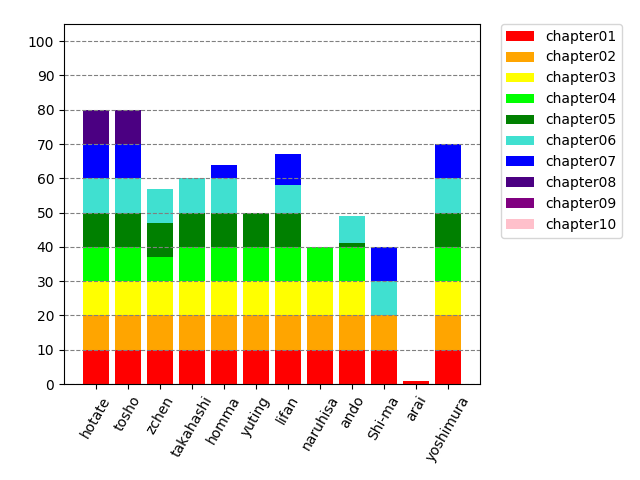 100
90
80
70
60
50
40
30
20
10
0
hotate
tosho
zchen
takahashi
homma
yuting
lifan
naruhisa
ando
Shi-ma
arai
yoshimura
chapter01
chapter02
chapter03
chapter04
chapter05
chapter06
chapter07
chapter08
chapter09
chapter10